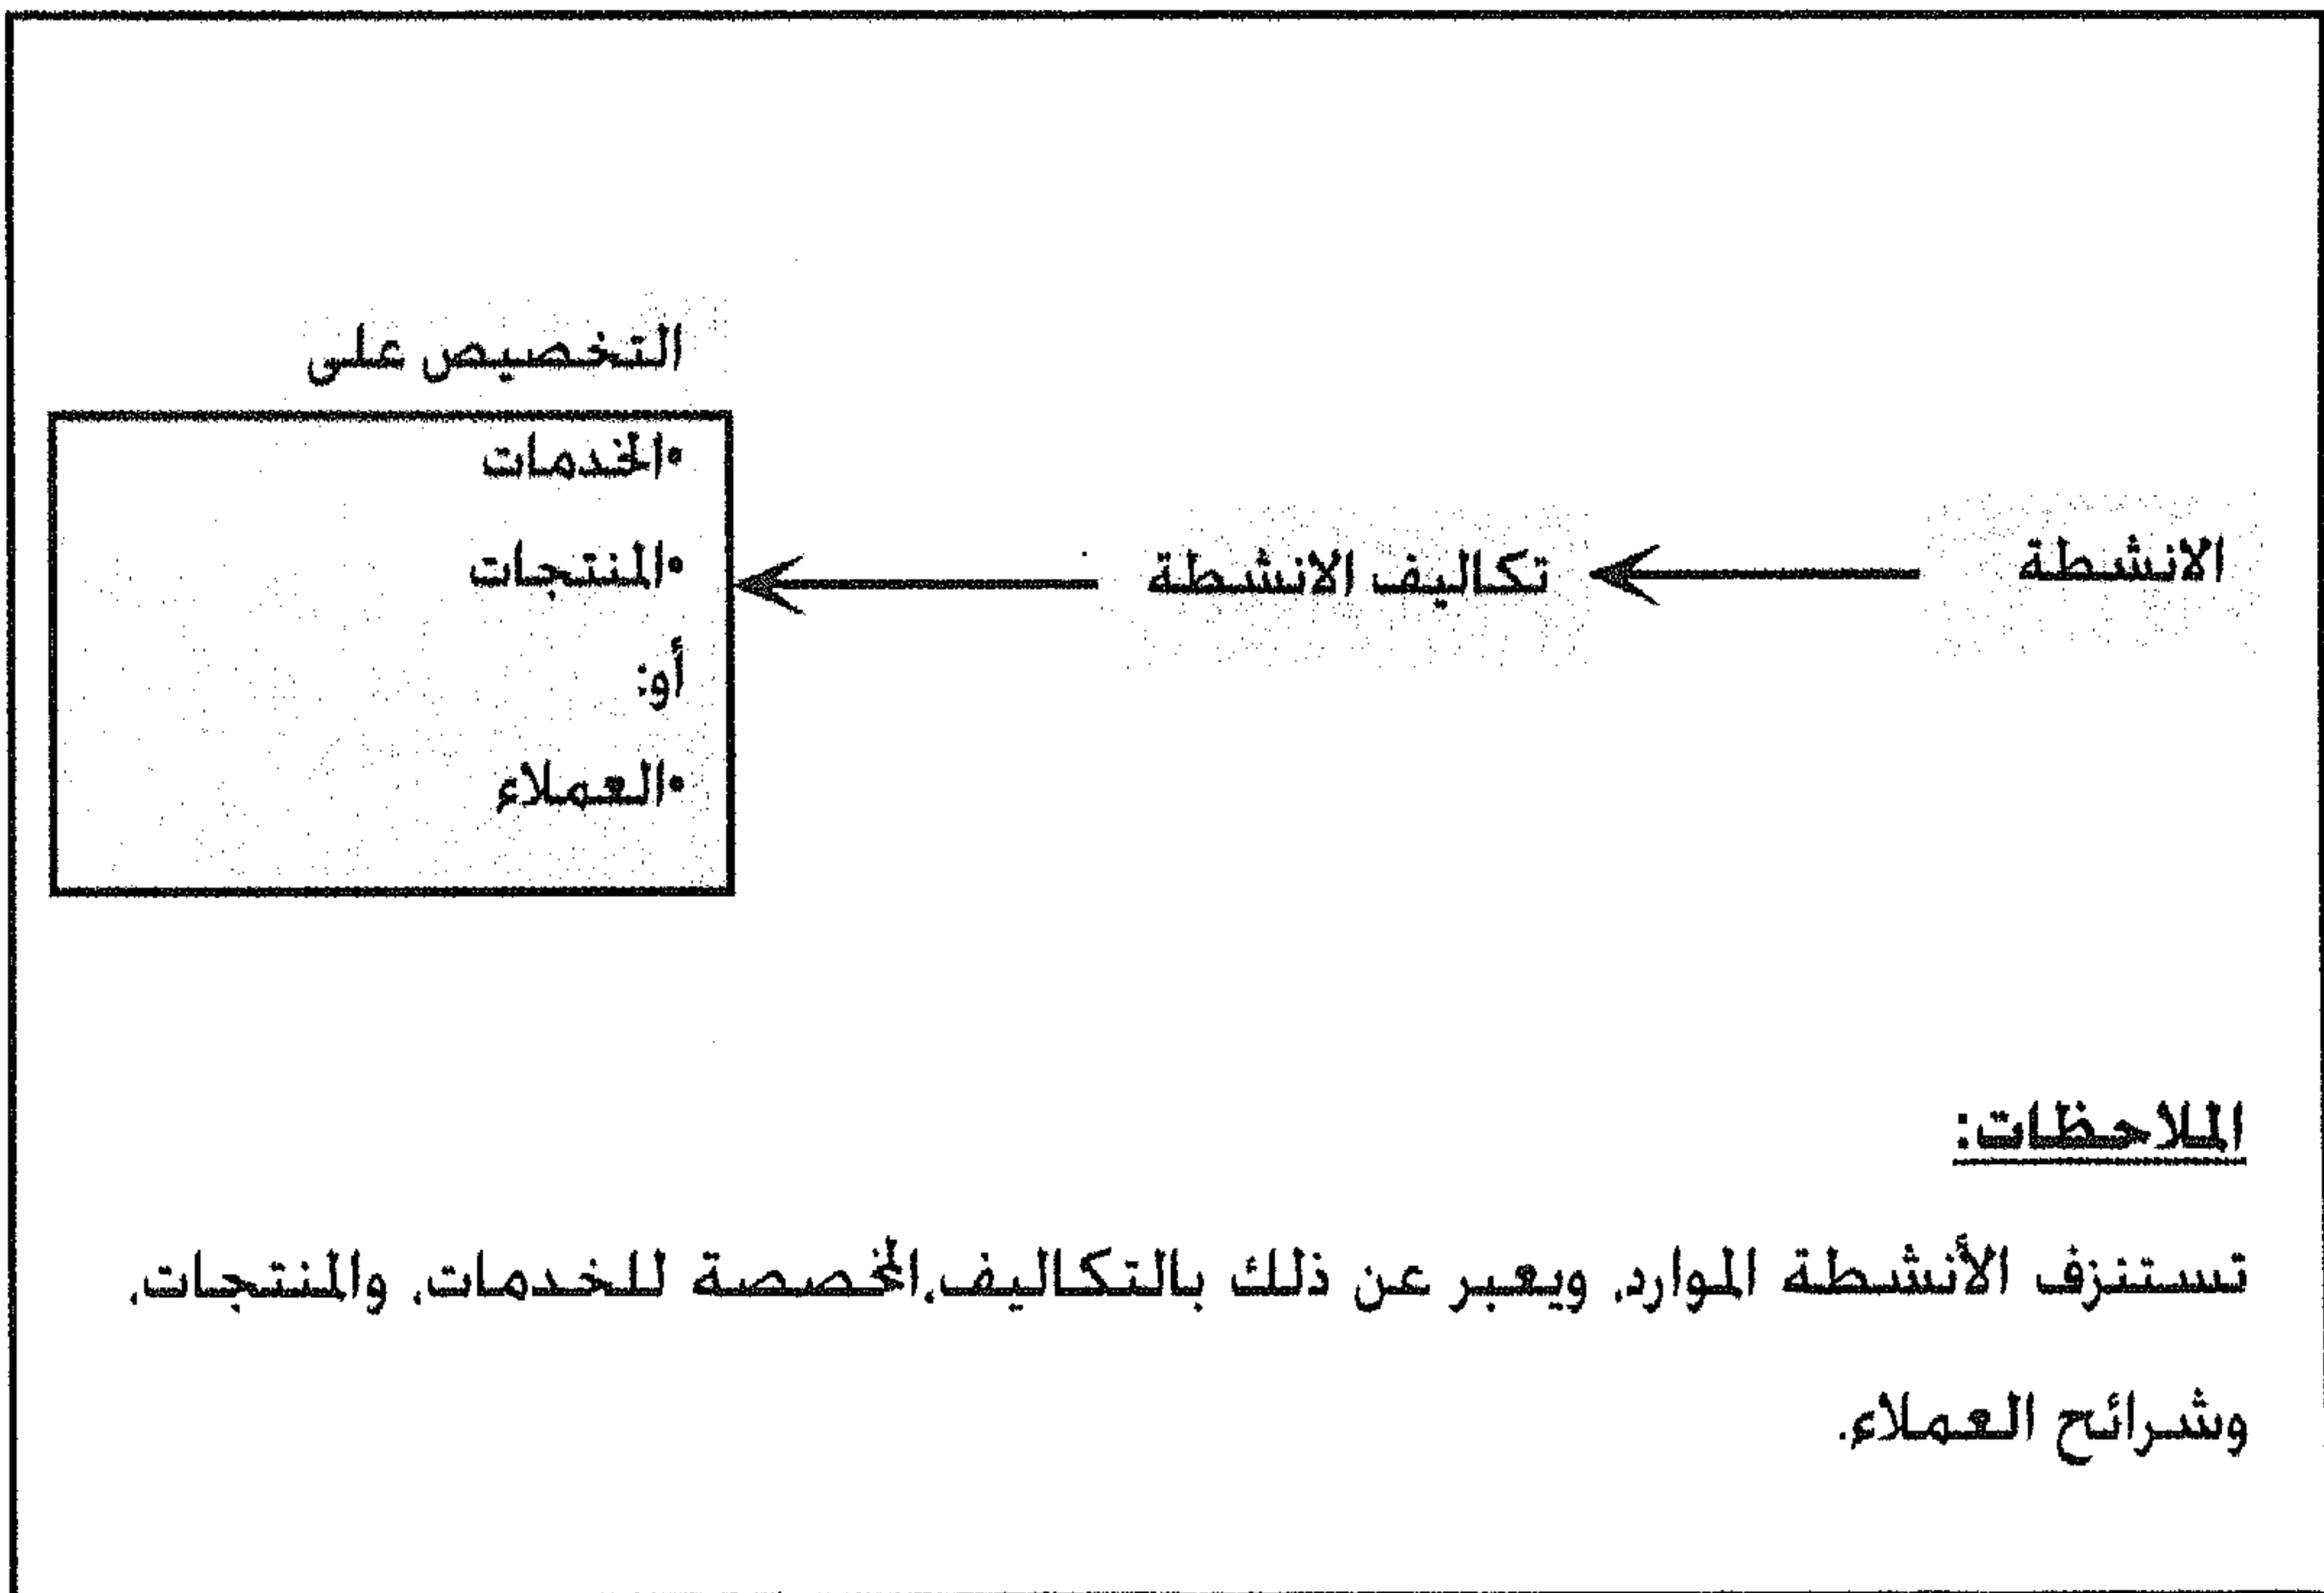 التخصيص على
•الخدمات
•المنتجات
أو:
•العملاء
تكاليف الانشطة
الانشطة
الملاحظات:
تستنزف الأنشطة الموارد، ويعبر عن ذلك بالتكاليف،المخصصة للخدمات، والمنتجات،
وشرائح العملاء.